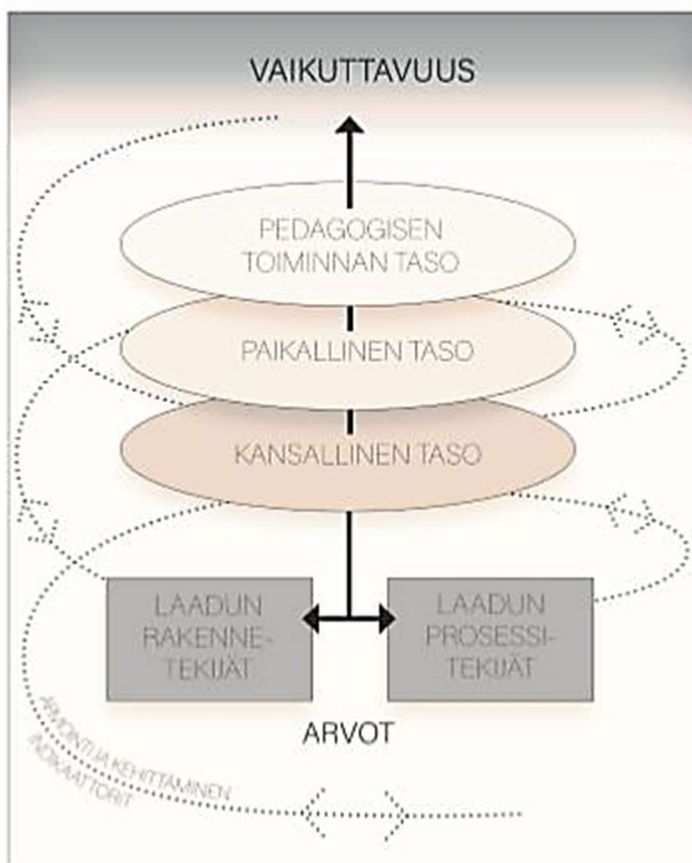 VAIKUTTAVUUS
PEDAGOGISEN
TOIMINNAN TASO
PAIKALLINEN TASO
KANSALLINEN TASO
LAADUN
RAKENNE-
TEKIJÄT
LAADUN
PROSESSI-
TEKIJÄT
ARVOT
ARVIOINTI JA KEHITTÄMINEN
INDIKAATTORIT